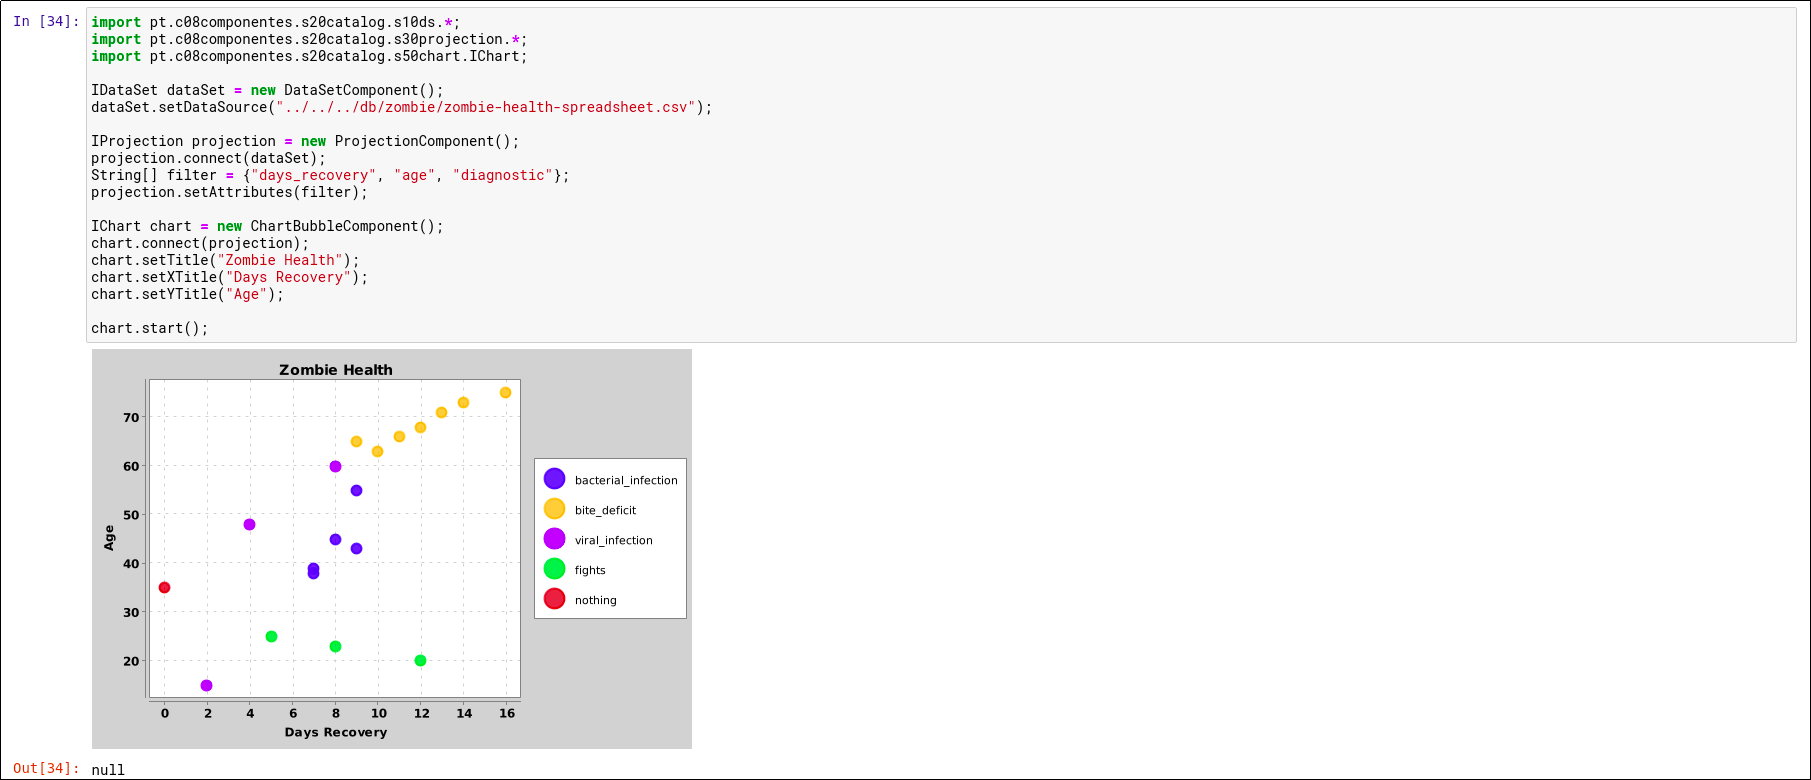 In [34]:
import pt.c08componentes.s20catalog.s10ds.*;
import pt.c08componentes.s20catalog.s30projection.*;
import pt.c08componentes.s20catalog.s50chart.IChart;
IDataSet dataSet = new DataSetComponent();
dataSet.setDataSource("../../../db/zombie/zombie-health-spreadsheet.csv");
IProjection projection = new ProjectionComponent();
projection.connect(dataSet);
String[] filter = {"days_recovery", "age", "diagnostic"};
projection.setAttributes(filter);
IChart chart = new ChartBubbleComponent();
chart.connect(projection);
chart.setTitle("Zombie Health");
chart.setXTitle("Days Recovery");
chart.setYTitle("Age");
chart.start();
Zombie Health
70
60
50
40
30
20
Age
0 2 4 6 8 10 12 14 16
Days Recovery
bacterial_infection
bite_deficit
viral_infection
fights
nothing
Out[34]: null